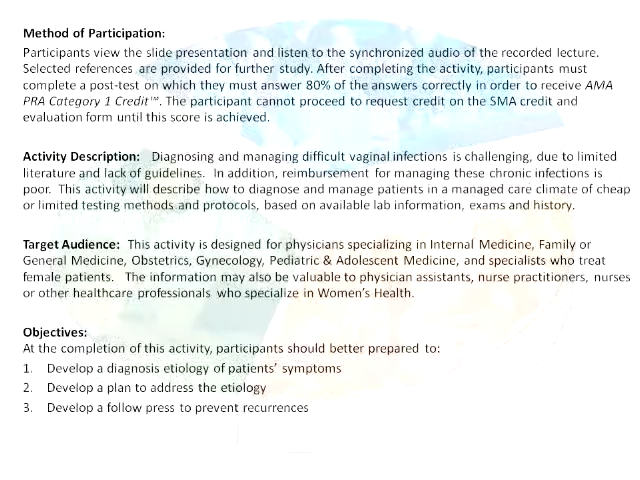 Method of Participation:
Participants view the slide presentation and listen to the synchronized audio of the recorded lecture.
Selected references are provided for further study. After completing the activity, participants must
complete a post-test on which they must answer 80% of the answers correctly in order to receive AMA
PRA Category 1 Credit™. The participant cannot proceed to request credit on the SMA credit and
evaluation form until this score is achieved.
Activity Description: Diagnosing and managing difficult vaginal infections is challenging, due to limited
literature and lack of guidelines. In addition, reimbursement for managing these chronic infections is
poor. This activity will describe how to diagnose and manage patients in a managed care climate of cheap
or limited testing methods and protocols, based on available lab information, exams and history.
Target Audience: This activity is designed for physicians specializing in Internal Medicine, Family or
General Medicine, Obstetrics, Gynecology, Pediatric & Adolescent Medicine, and specialists who treat
female patients. The information may also be valuable to physician assistants, nurse practitioners, nurses
or other healthcare professionals who specialize in Women's Health.
Objectives:
At the completion of this activity, participants should better prepared to:
1. Develop a diagnosis etiology of patients' symptoms
2. Develop a plan to address the etiology
3. Develop a follow press to prevent recurrences